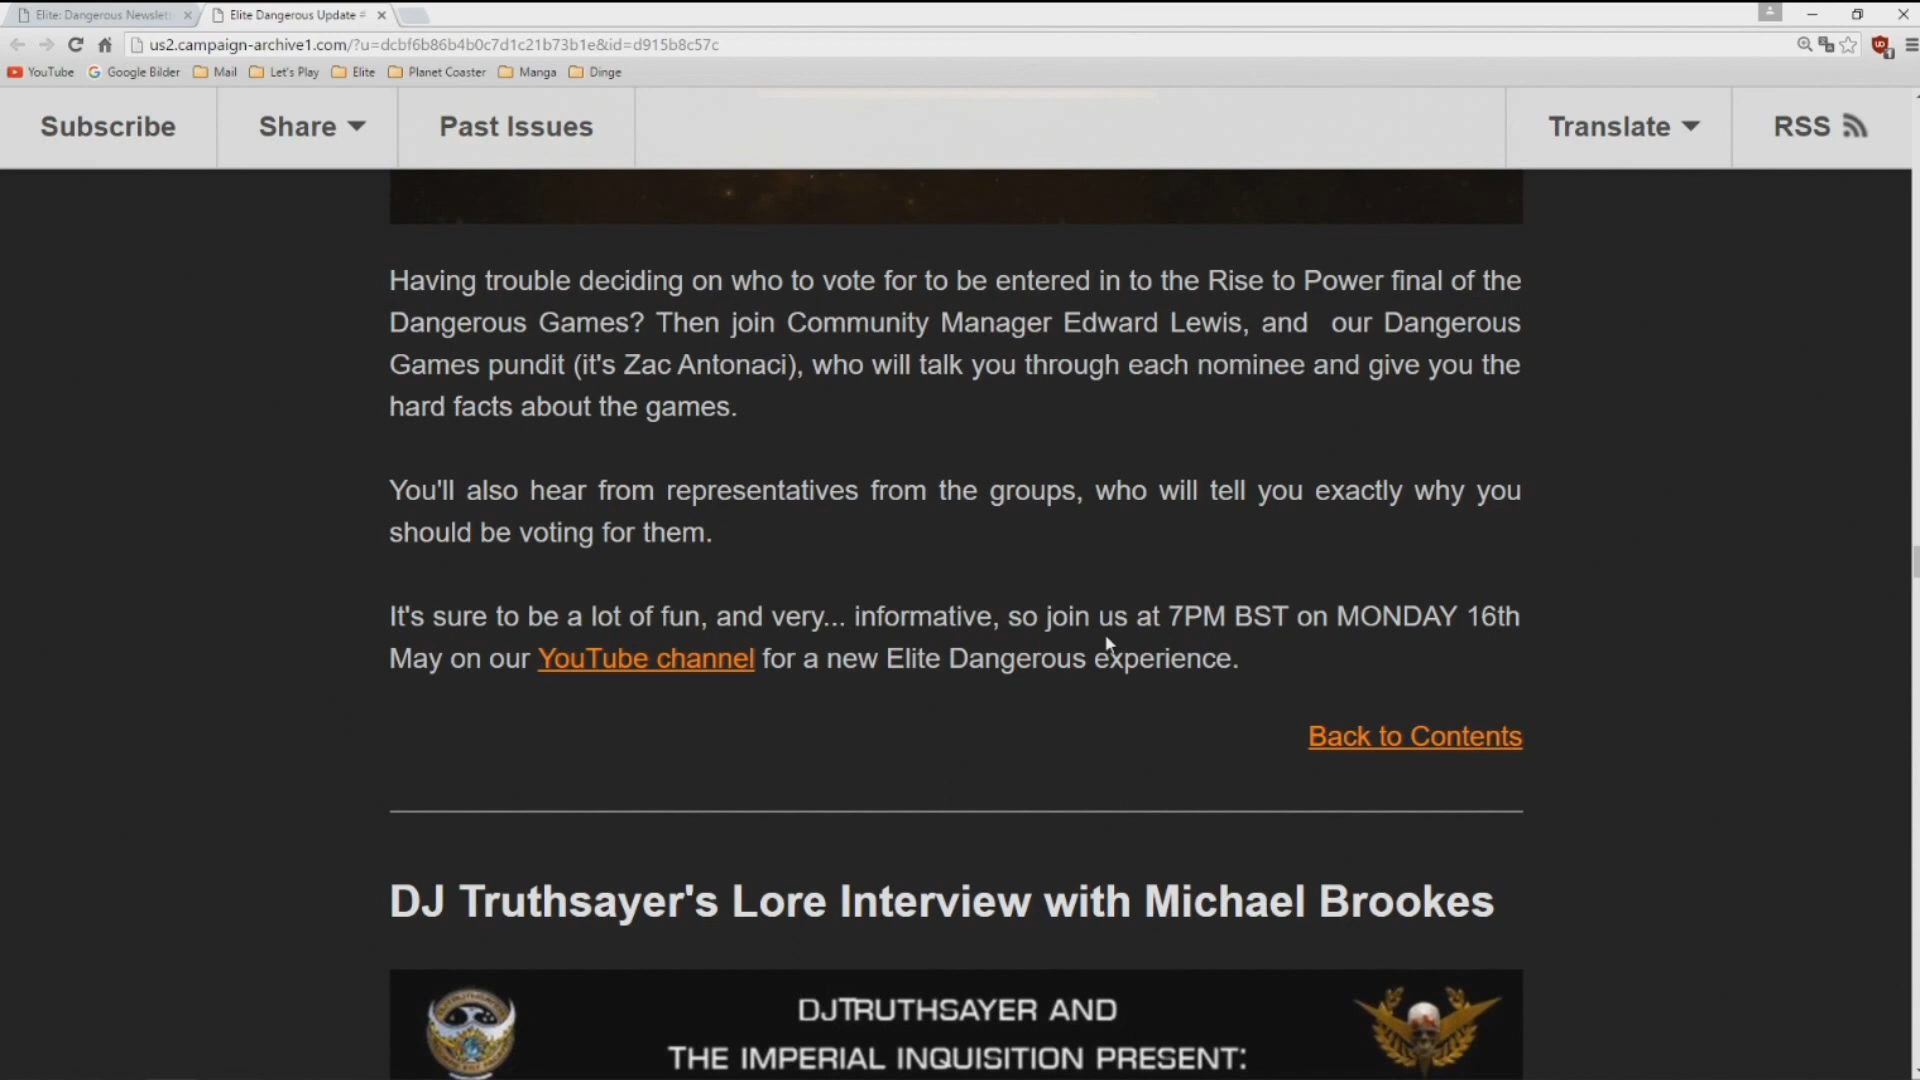 Elite: Dangerous Newslett
Elite Dangerous Update #
us2.campaign-archive1.com/?u=dcbf6b86b4b0c7d1c21b73b1e&id=d915b8c57c
YouTube Google Bilder Mail Let's Play Elite Planet Coaster Manga Dinge
Subscribe Share Past Issues Translate RSS
Having trouble deciding on who to vote for to be entered in to the Rise to Power final of the
Dangerous Games? Then join Community Manager Edward Lewis, and our Dangerous
Games pundit (it's Zac Antonaci), who will talk you through each nominee and give you the
hard facts about the games.
You'll also hear from representatives from the groups, who will tell you exactly why you
should be voting for them.
It's sure to be a lot of fun, and very... informative, so join us at 7PM BST on MONDAY 16th
May on our YouTube channel for a new Elite Dangerous experience.
Back to Contents
DJ Truthsayer's Lore Interview with Michael Brookes
DJTRUTHSAYER AND
THE IMPERIAL INQUISITION PRESENT: